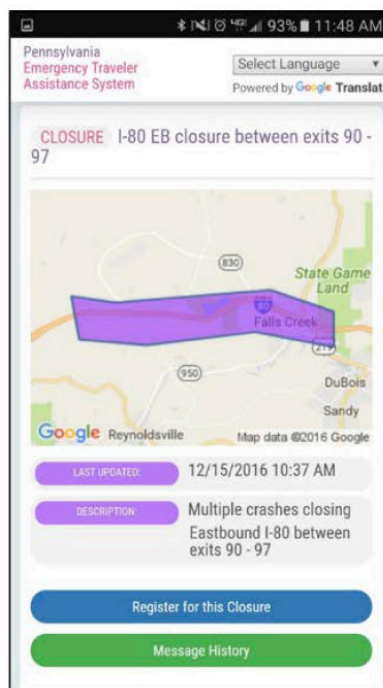 93% 11:48 AM
Pennsylvania
Emergency Traveler
Assistance System
Select Language
Powered by Google Translat
CLOSURE I-80 EB closure between exits 90 -
97
830
State Game
Land
80
Falls Creek
219
950
DuBois
Sandy
Google Reynoldsville Map data ©2016 Google
LAST UPDATED: 12/15/2016 10:37 AM
DESCRIPTION: Multiple crashes closing
Eastbound I-80 between
exits 90 - 97
Register for this Closure
Message History